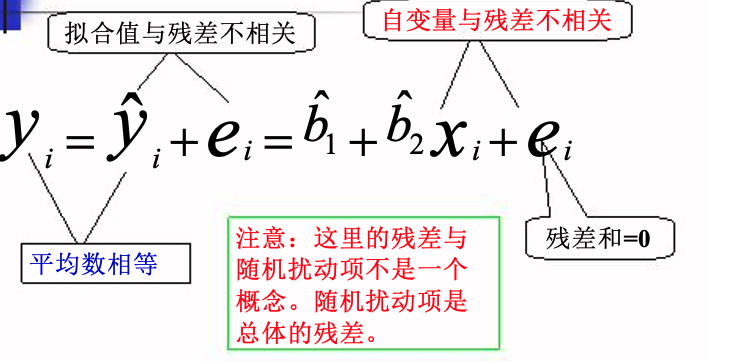 拟合值与残差不相关
自变量与残差不相关
yᵢ = ŷᵢ + eᵢ = b̂₁ + b̂₂xᵢ + eᵢ
平均数相等
注意：这里的残差与
随机扰动项不是一个
概念。随机扰动项是
总体的残差。
残差和=0